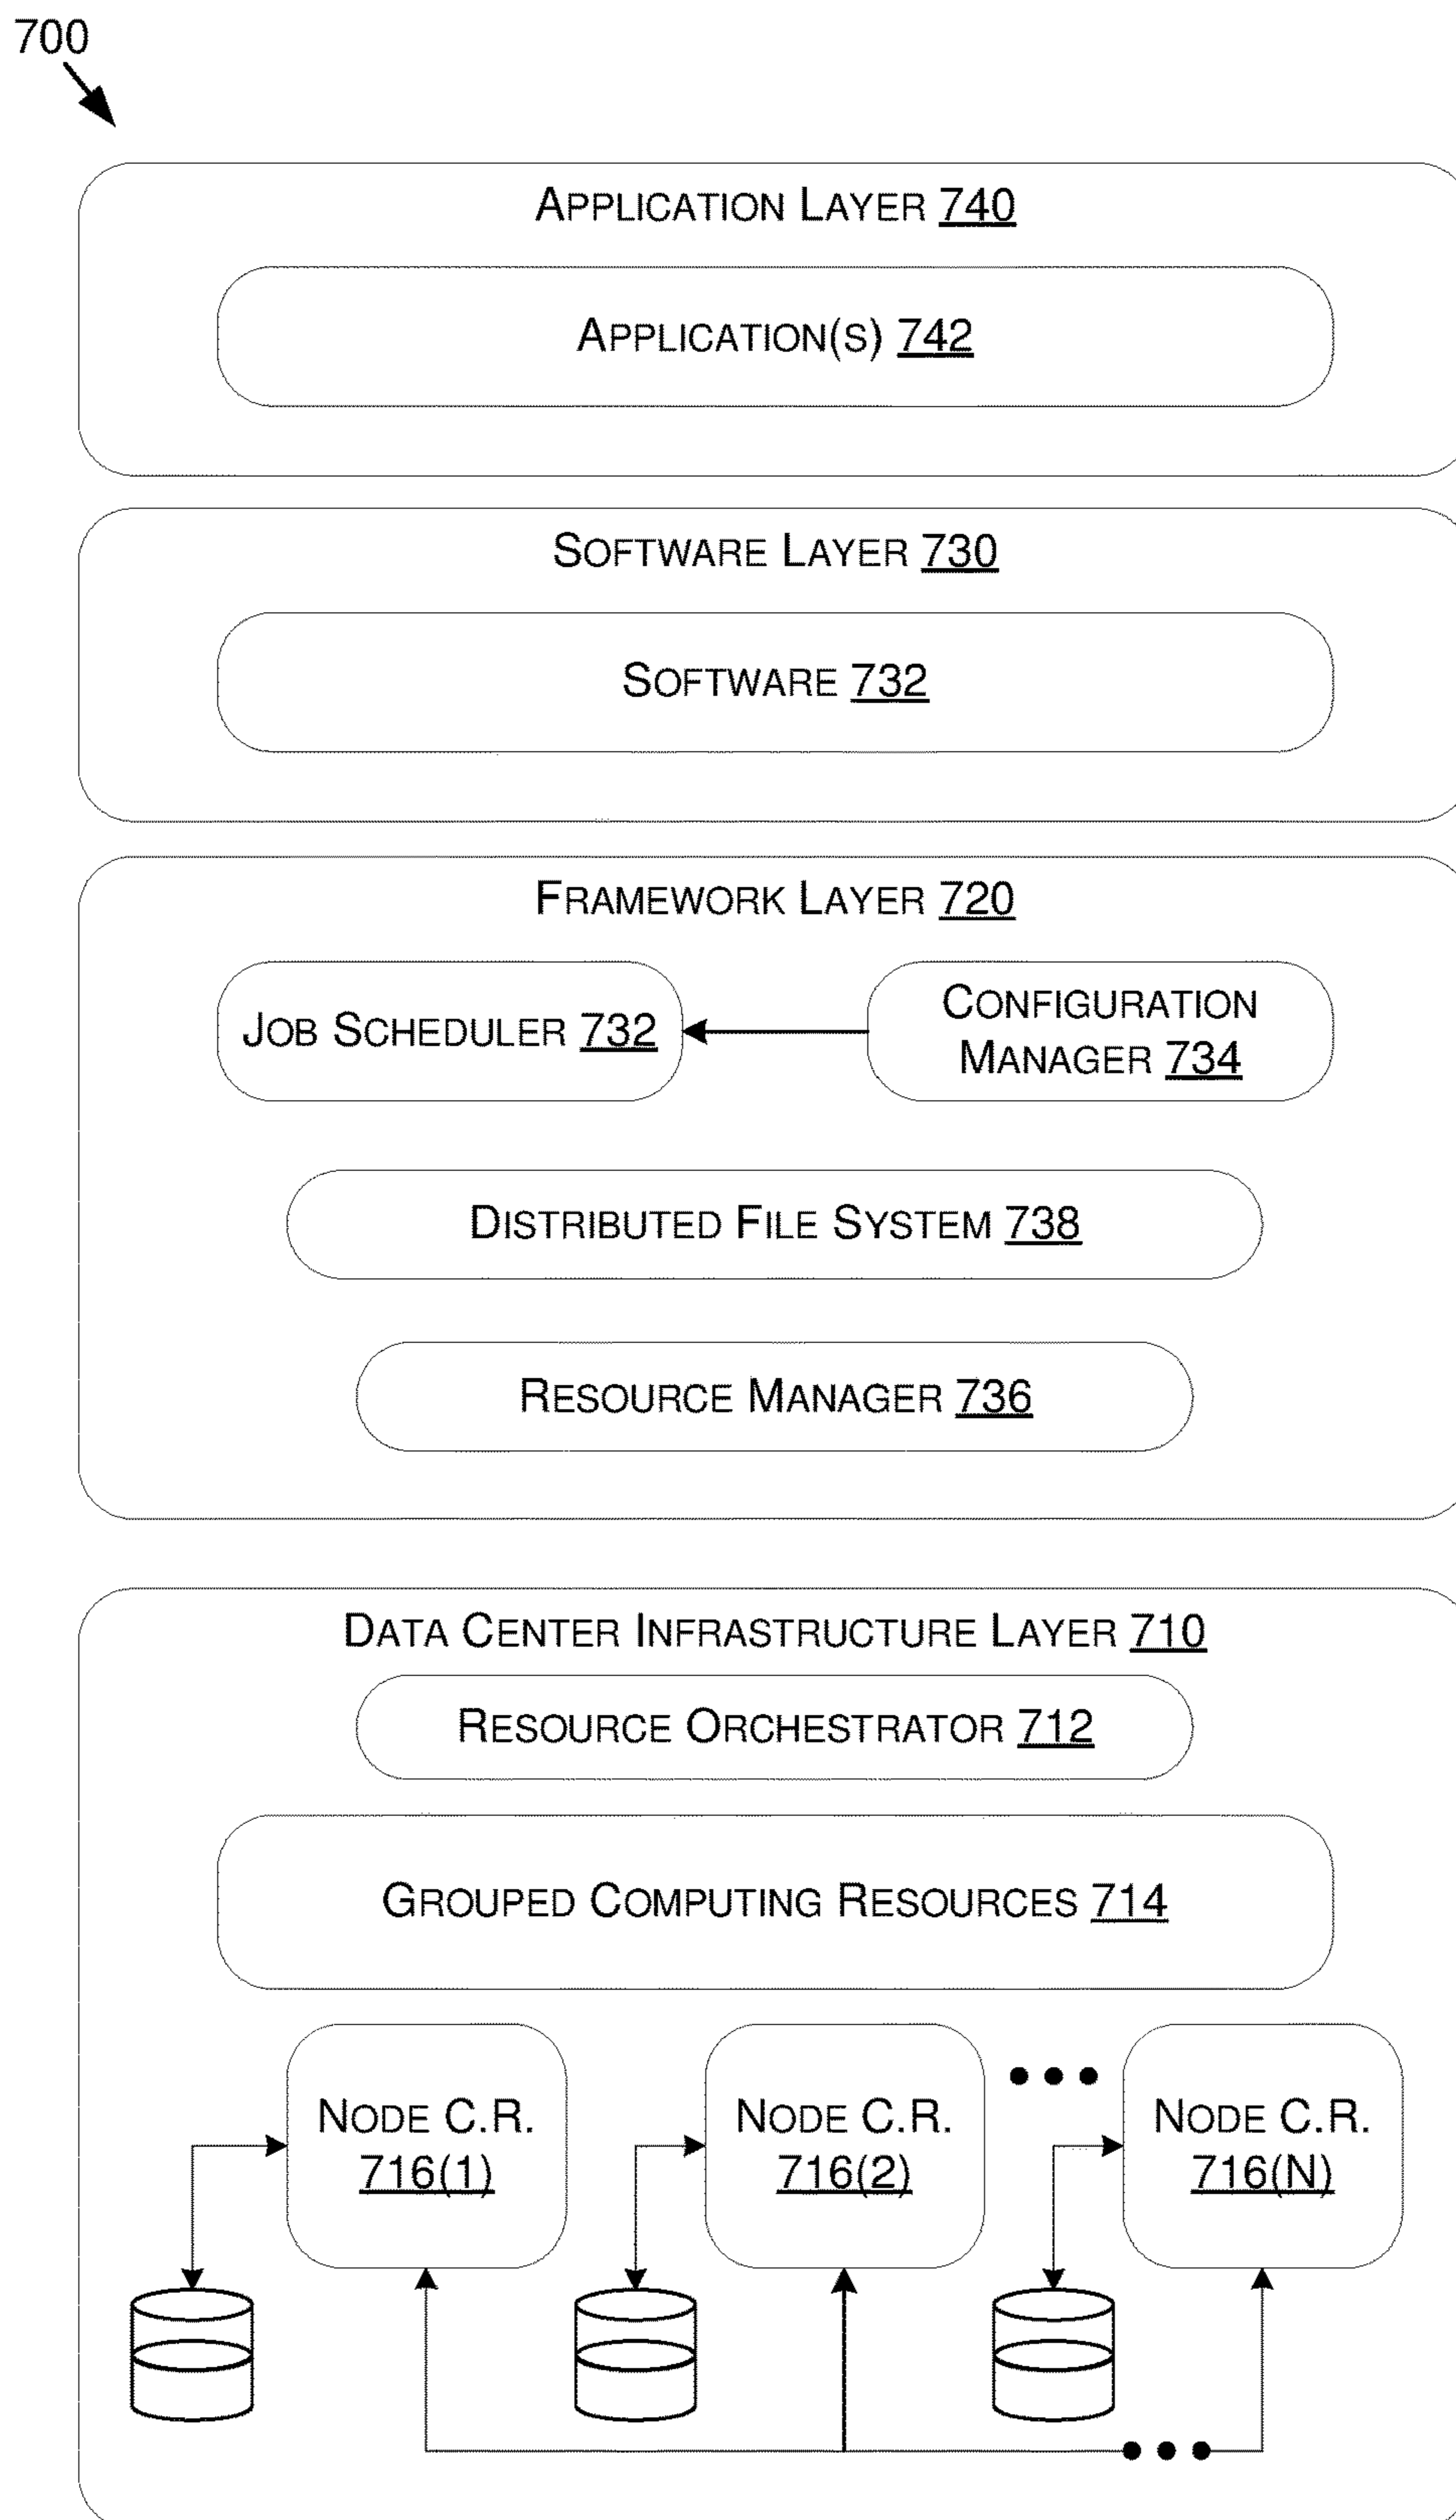 700
APPLICATION LAYER 740
APPLICATION(S) 742
SOFTWARE LAYER 730
SOFTWARE 732
FRAMEWORK LAYER 720
JOB SCHEDULER 732
CONFIGURATION
MANAGER 734
DISTRIBUTED FILE SYSTEM 738
RESOURCE MANAGER 736
DATA CENTER INFRASTRUCTURE LAYER 710
RESOURCE ORCHESTRATOR 712
GROUPED COMPUTING RESOURCES 714
NODE C.R.
716(1)
NODE C.R.
716(2)
NODE C.R.
716(N)